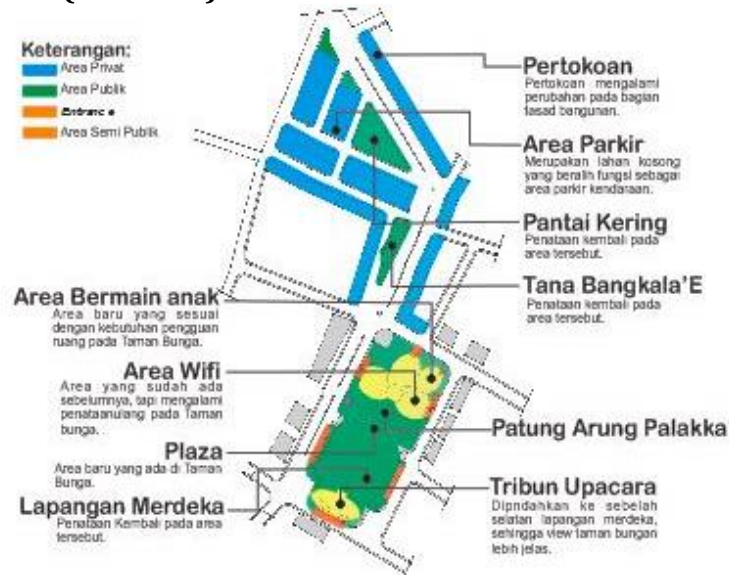 Keterangan:
Area Privat
Area Publik
Entrance
Area Semi Publik
Pertokoan
Pertokoan mengalami
perubahan pada bagian
fasad bangunan.
Area Parkir
Merupakan lahan kosong
yang beralih fungsi sebagai
area parkir kendaraan.
Pantai Kering
Penataan kembali pada
area tersebut.
Tana Bangkala'E
Penataan kembali pada
area tersebut.
Area Bermain anak
Area baru yang sesuai
dengan kebutuhan pengguan
ruang pada Taman Bunga.
Area Wifi
Area yang sudah ada
sebelumnya, tapi mengalami
penataanulang pada Taman
bunga.
Patung Arung Palakka
Plaza
Area baru yang ada di Taman
Bunga.
Lapangan Merdeka
Penataan Kembali pada area
tersebut.
Tribun Upacara
Dipindahkan ke sebelah
selatan lapangan merdeka,
sehingga view taman bungan
lebih jelas.